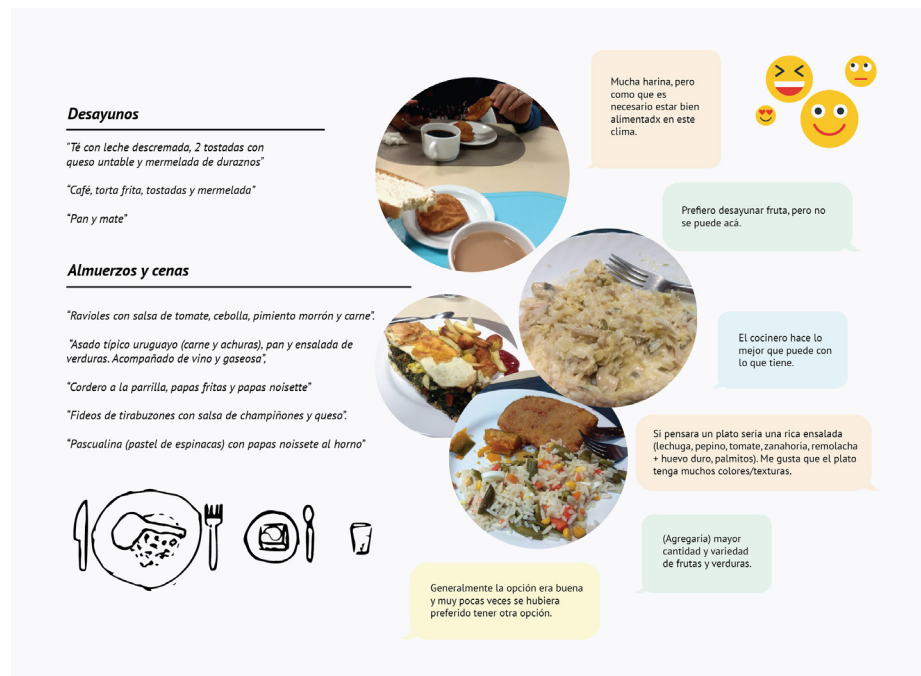 Desayunos
"Té con leche descremada, 2 tostadas con
queso untable y mermelada de duraznos"
"Café, torta frita, tostadas y mermelada"
"Pan y mate"
Almuerzos y cenas
"Ravioles con salsa de tomate, cebolla, pimiento morrón y carne".
"Asado típico uruguayo (carne y achuras), pan y ensalada de
verduras. Acompañado de vino y gaseosa",
"Cordero a la parrilla, papas fritas y papas noisette"
"Fideos de tirabuzones con salsa de champiñones y queso".
"Pascualina (pastel de espinacas) con papas noissete al horno"
Mucha harina, pero
como que es
necesario estar bien
alimentadx en este
clima.
Prefiero desayunar fruta, pero no
se puede acá.
El cocinero hace lo
mejor que puede con
lo que tiene.
Si pensara un plato seria una rica ensalada
(lechuga, pepino, tomate, zanahoria, remolacha
+ huevo duro, palmitos). Me gusta que el plato
tenga muchos colores/texturas.
(Agregaría) mayor
cantidad y variedad
de frutas y verduras.
Generalmente la opción era buena
y muy pocas veces se hubiera
preferido tener otra opción.